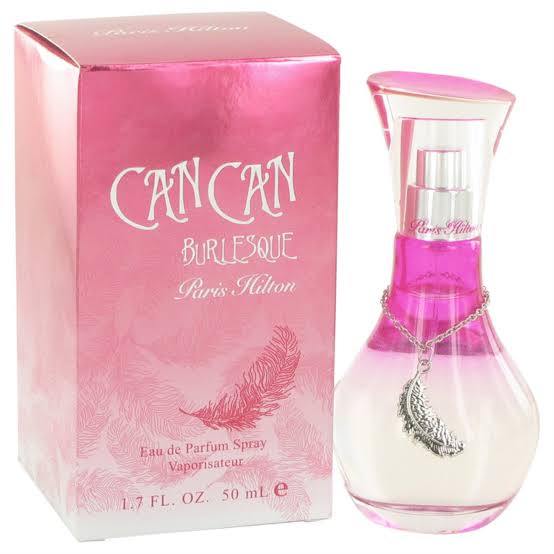 Paris Hilton
CAN CAN
BURLESQUE
Paris Hilton
Eau de Parfum Spray
Vaporisateur
1.7 FL. OZ. 50 mL e
Paris Hilton